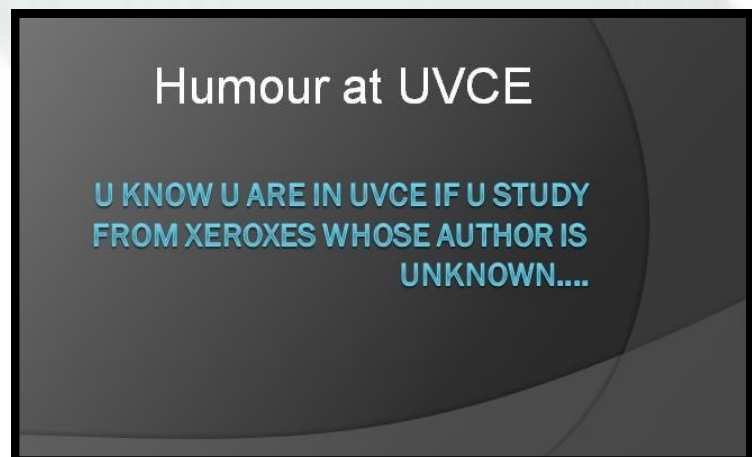 Humour at UVCE
U KNOW U ARE IN UVCE IF U STUDY
FROM XEROXES WHOSE AUTHOR IS
UNKNOWN....